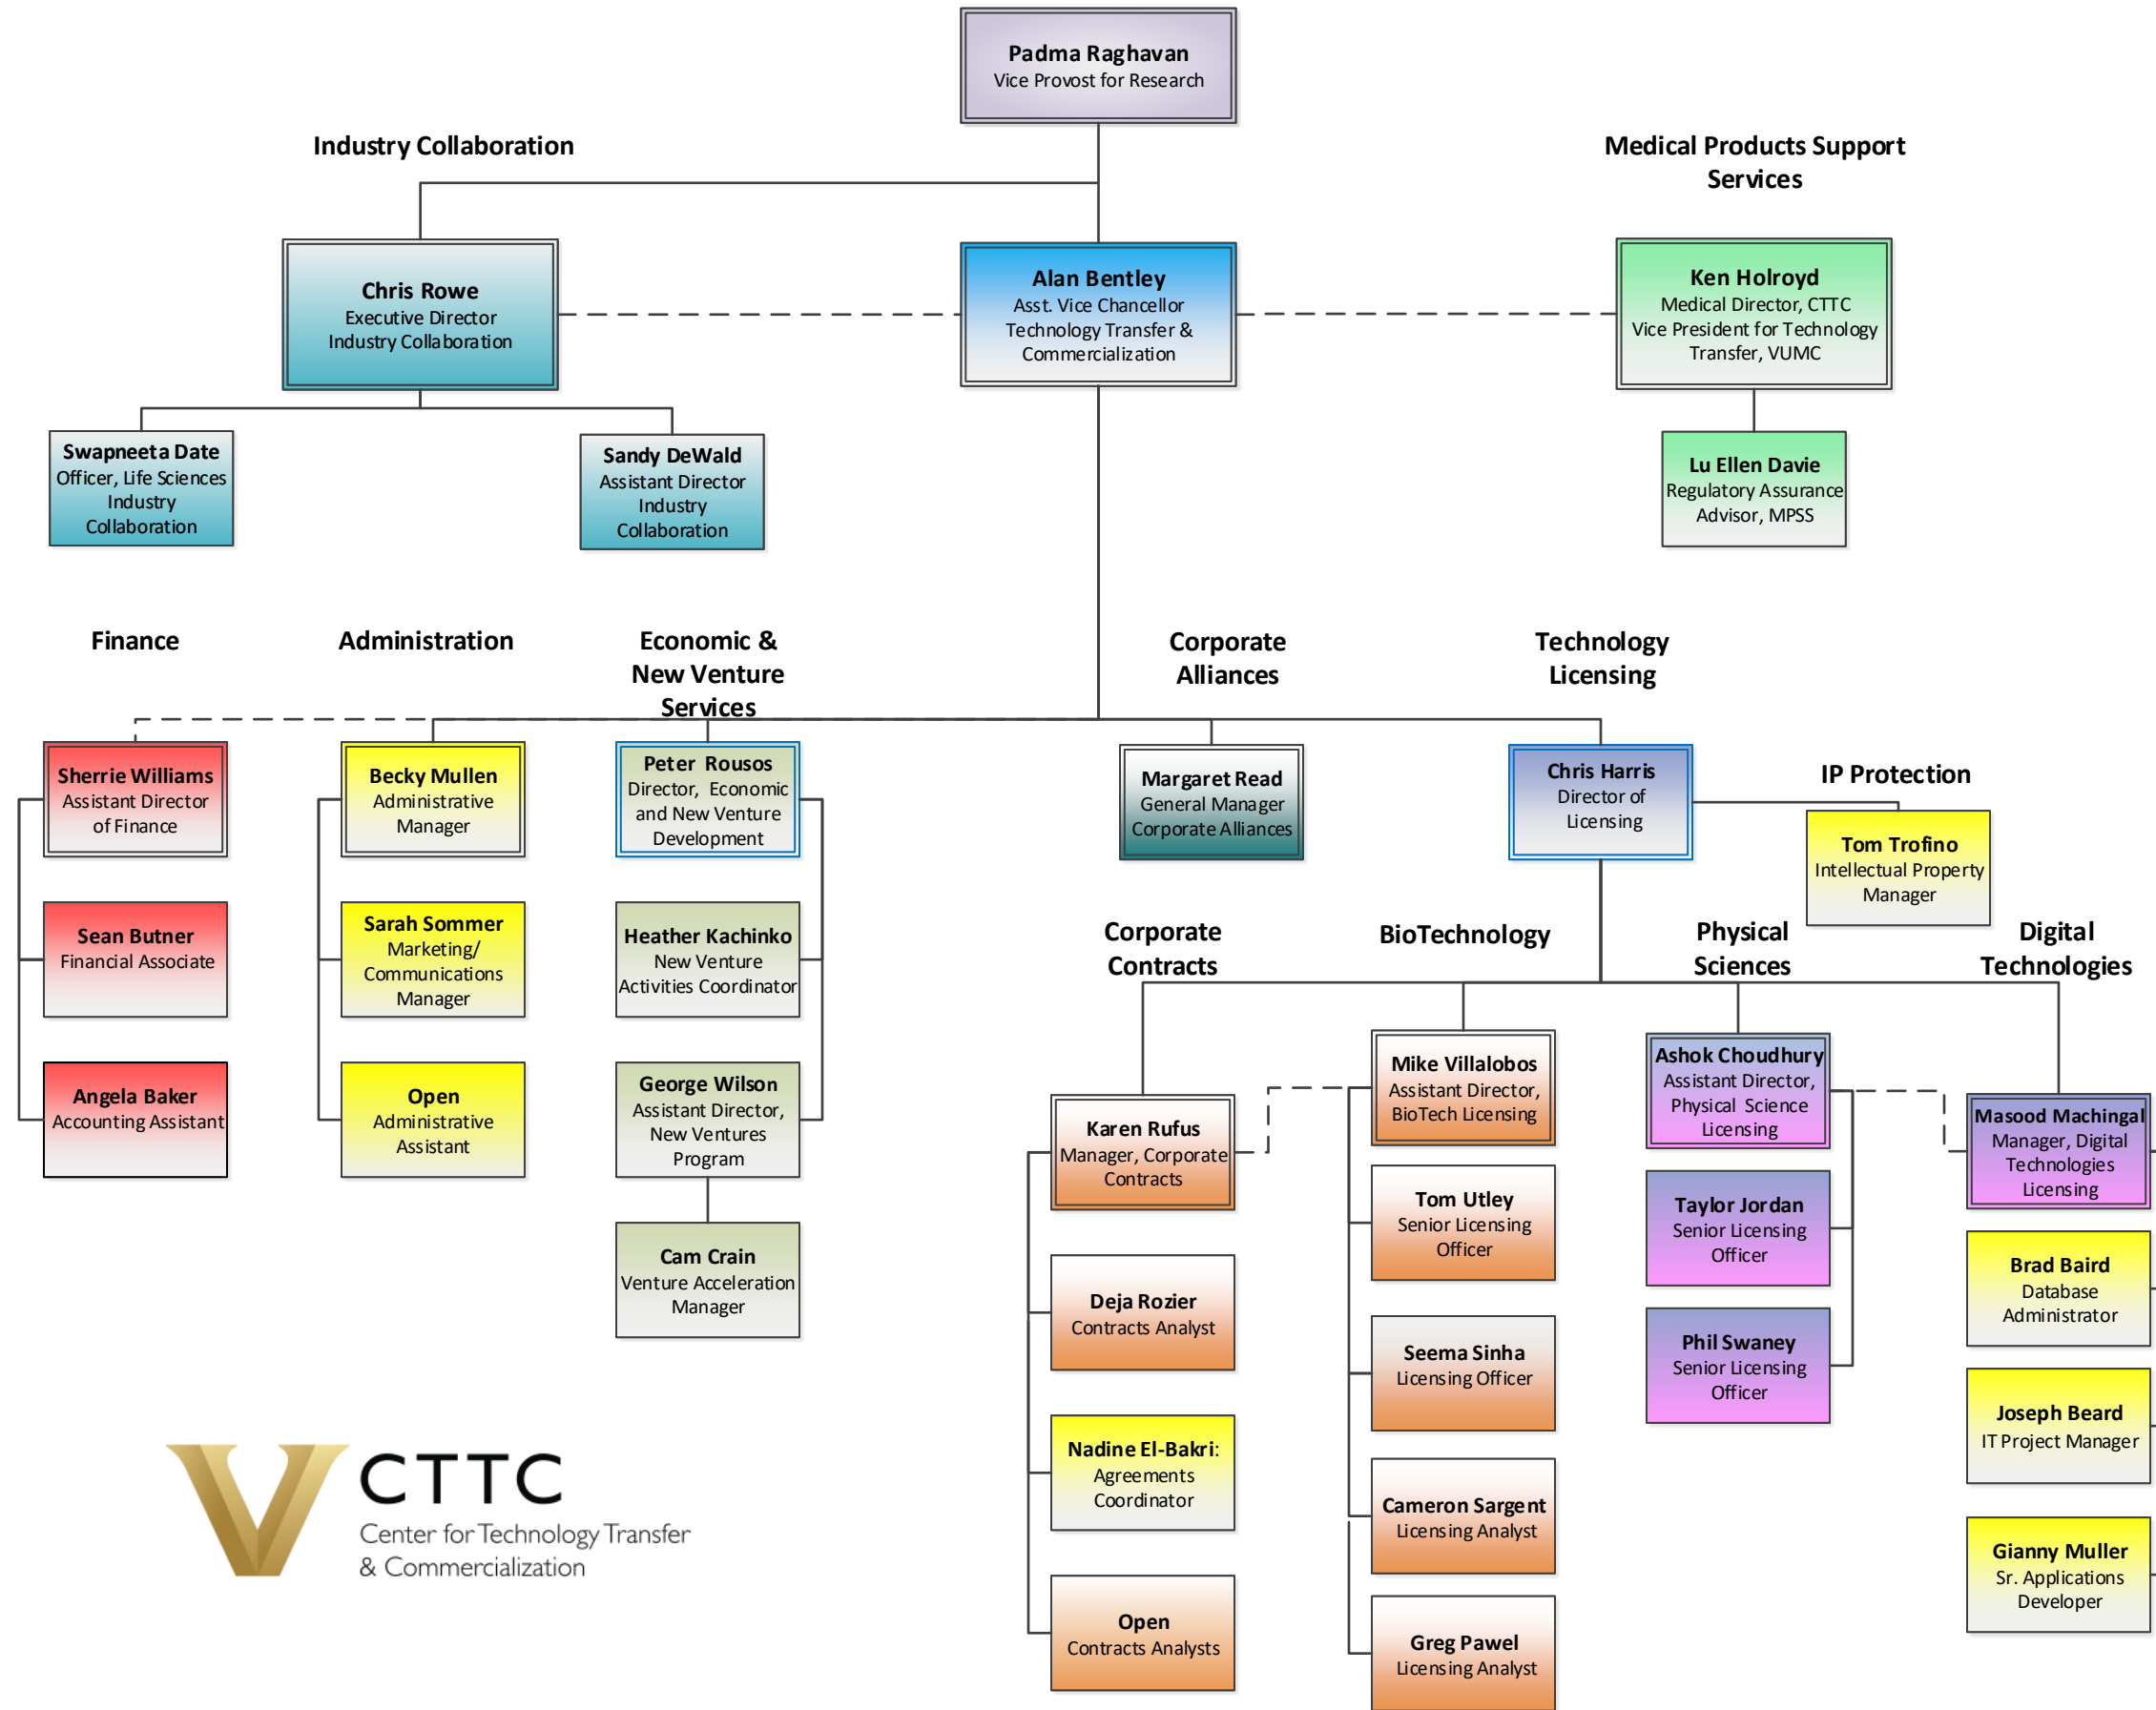 Padma Raghavan
Vice Provost for Research
Industry Collaboration
Medical Products Support
Services
Chris Rowe
Executive Director
Industry Collaboration
Alan Bentley
Asst. Vice Chancellor
Technology Transfer &
Commercialization
Ken Holroyd
Medical Director, CTTC
Vice President for Technology
Transfer, VUMC
Swapneeta Date
Officer, Life Sciences
Industry
Collaboration
Sandy DeWald
Assistant Director
Industry
Collaboration
Lu Ellen Davie
Regulatory Assurance
Advisor, MPSS
Finance
Administration
Economic &
New Venture
Services
Corporate
Alliances
Technology
Licensing
Sherrie Williams
Assistant Director
of Finance
Becky Mullen
Administrative
Manager
Peter Rousos
Director, Economic
and New Venture
Development
Margaret Read
General Manager
Corporate Alliances
Chris Harris
Director of
Licensing
IP Protection
Tom Trofino
Intellectual Property
Manager
Sean Butner
Financial Associate
Sarah Sommer
Marketing/
Communications
Manager
Heather Kachinko
New Venture
Activities Coordinator
Corporate
Contracts
BioTechnology
Physical
Sciences
Digital
Technologies
Angela Baker
Accounting Assistant
Open
Administrative
Assistant
George Wilson
Assistant Director,
New Ventures
Program
Cam Crain
Venture Acceleration
Manager
Karen Rufus
Manager, Corporate
Contracts
Mike Villalobos
Assistant Director,
BioTech Licensing
Ashok Choudhury
Assistant Director,
Physical Science
Licensing
Masood Machingal
Manager, Digital
Technologies
Licensing
Deja Rozier
Contracts Analyst
Tom Utley
Senior Licensing
Officer
Taylor Jordan
Senior Licensing
Officer
Brad Baird
Database
Administrator
Nadine El-Bakri:
Agreements
Coordinator
Seema Sinha
Licensing Officer
Phil Swaney
Senior Licensing
Officer
Joseph Beard
IT Project Manager
Open
Contracts Analysts
Cameron Sargent
Licensing Analyst
Gianny Muller
Sr. Applications
Developer
Greg Pawel
Licensing Analyst
V CTTC
Center for Technology Transfer
& Commercialization